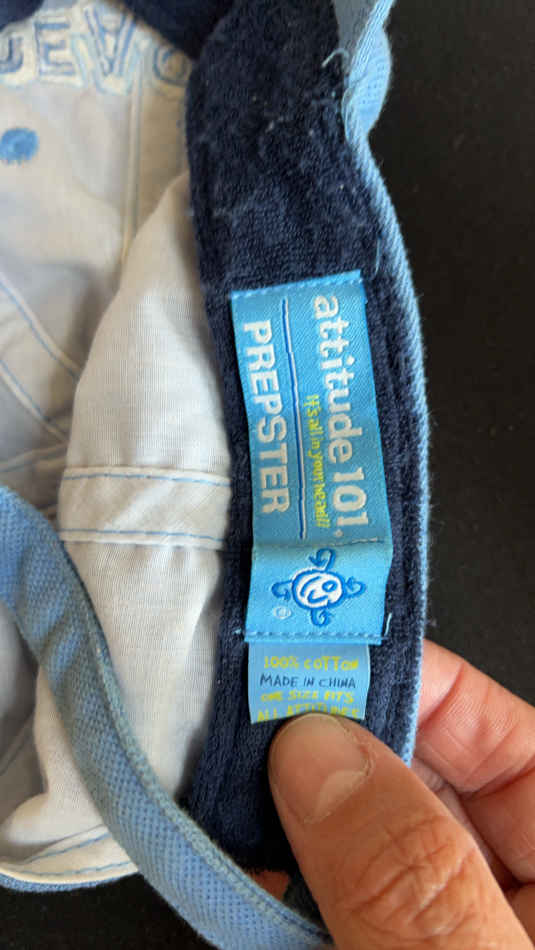 attitude 101.
It's all in your head!!
PREPSTER
®
100% COTTON
MADE IN CHINA
ONE SIZE FITS
ALL ATTITUDES